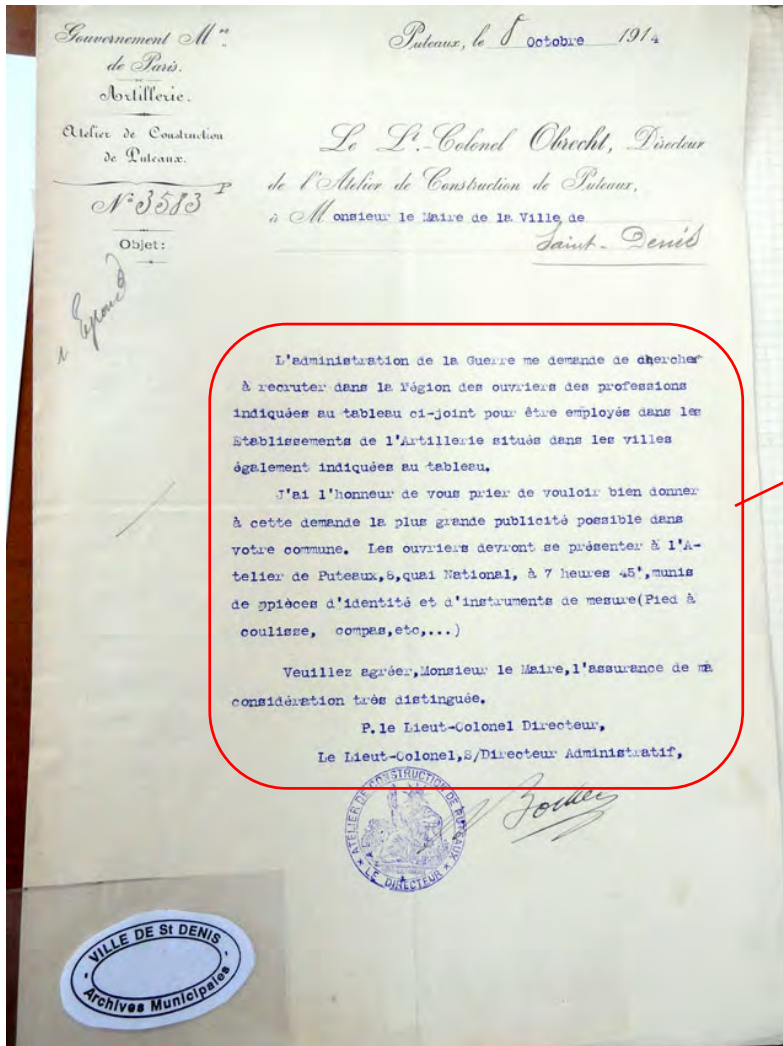 Gouvernement Mre
de Paris.
Artillerie.
Atelier de Construction
de Puteaux.
N° 3583 P
Objet:
Puteaux, le 8 Octobre 1914
Le Lt.-Colonel Obrecht, Directeur
de l'Atelier de Construction de Puteaux,
à Monsieur le Maire de la Ville de
Saint-Denis
L'administration de la Guerre me demande de chercher
à recruter dans la région des ouvriers des professions
indiquées au tableau ci-joint pour être employés dans les
Etablissements de l'Artillerie situés dans les villes
également indiquées au tableau.
J'ai l'honneur de vous prier de vouloir bien donner
à cette demande la plus grande publicité possible dans
votre commune. Les ouvriers devront se présenter à l'A-
telier de Puteaux,6,quai National, à 7 heures 45',munis
de ppièces d'identité et d'instruments de mesure(Pied à
coulisse, compas,etc,...)
Veuillez agréer,Monsieur le Maire,l'assurance de ma
considération très distinguée.
P.le Lieut-Colonel Directeur,
Le Lieut-Colonel,S/Directeur Administratif,
ATELIER DE CONSTRUCTION DE PUTEAUX
LE DIRECTEUR
VILLE DE St DENIS
Archives Municipales